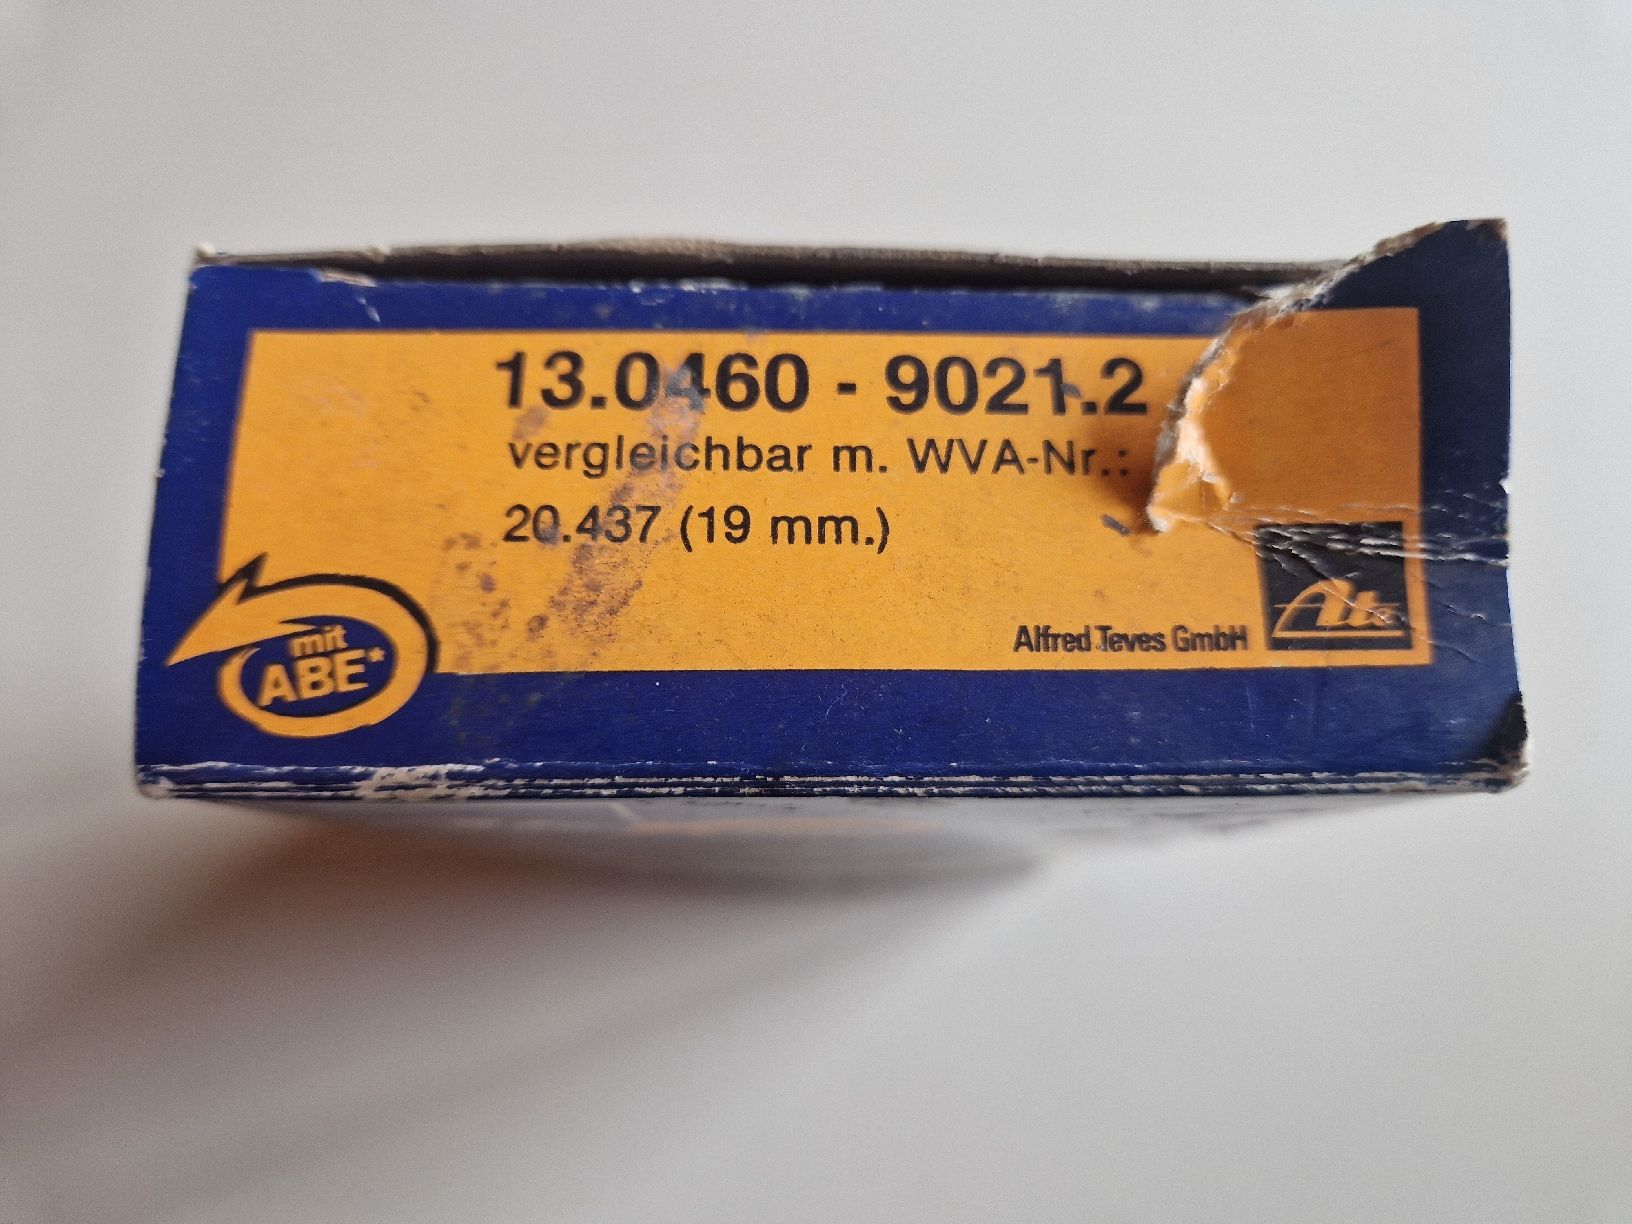 13.0460 - 9021.2
vergleichbar m. WVA-Nr.:
20.437 (19 mm.)
mit
ABE*
Alfred Teves GmbH
Ate